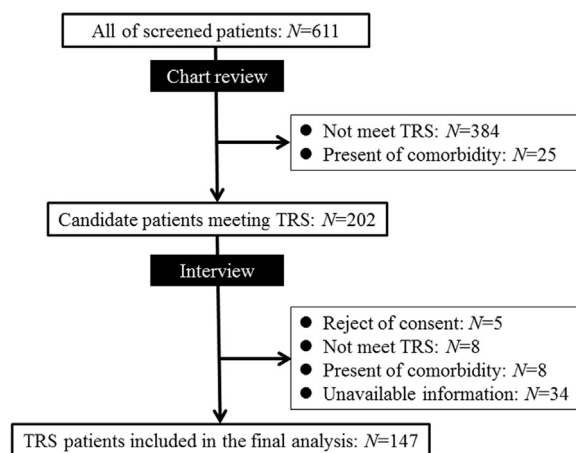 All of screened patients: N=611
Chart review
● Not meet TRS: N=384
● Present of comorbidity: N=25
Candidate patients meeting TRS: N=202
Interview
● Reject of consent: N=5
● Not meet TRS: N=8
● Present of comorbidity: N=8
● Unavailable information: N=34
TRS patients included in the final analysis: N=147